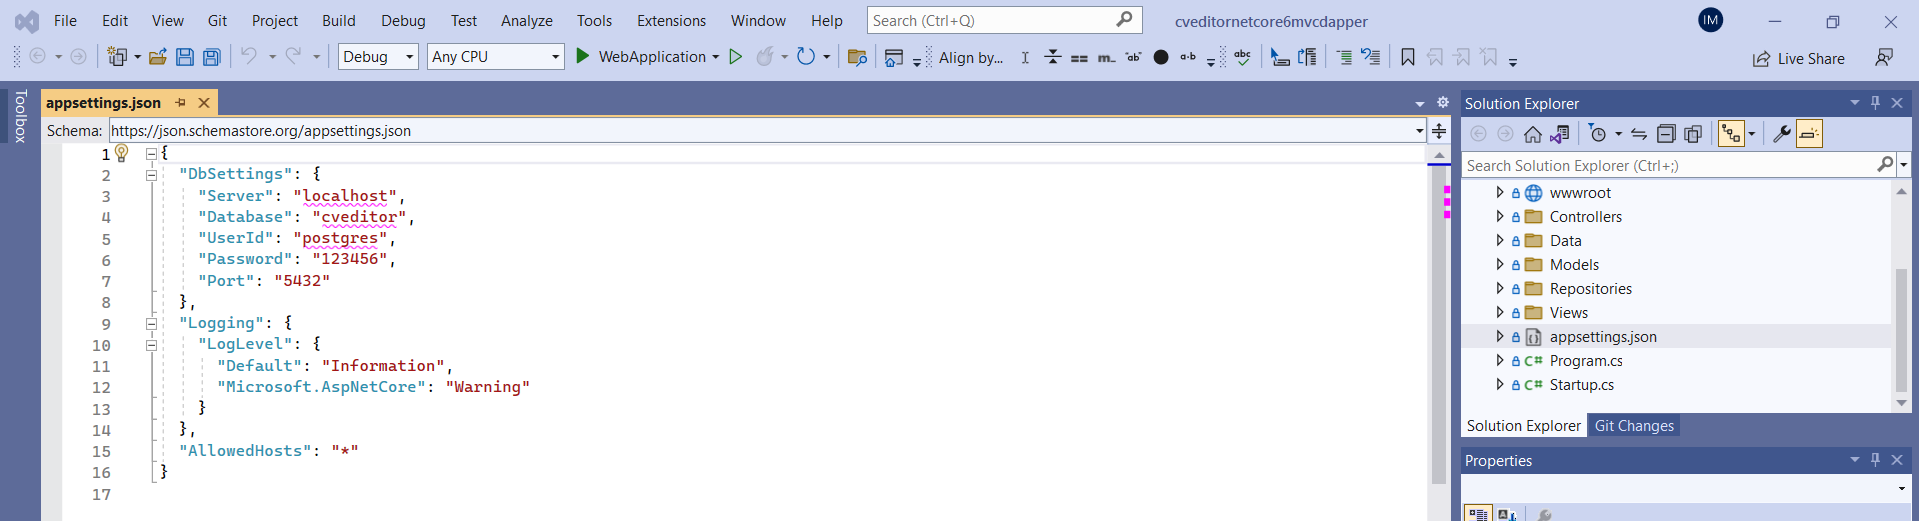 File Edit View Git Project Build Debug Test Analyze Tools Extensions Window Help Search (Ctrl+Q) cveditornetcore6mvcdapper IM
Debug Any CPU WebApplication Align by... Live Share
Toolbox
appsettings.json
Schema: https://json.schemastore.org/appsettings.json
1 {
2 "DbSettings": {
3 "Server": "localhost",
4 "Database": "cveditor",
5 "UserId": "postgres",
6 "Password": "123456",
7 "Port": "5432"
8 },
9 "Logging": {
10 "LogLevel": {
11 "Default": "Information",
12 "Microsoft.AspNetCore": "Warning"
13 }
14 },
15 "AllowedHosts": "*"
16 }
17
Solution Explorer
Search Solution Explorer (Ctrl+;)
wwwroot
Controllers
Data
Models
Repositories
Views
appsettings.json
C# Program.cs
C# Startup.cs
Solution Explorer Git Changes
Properties